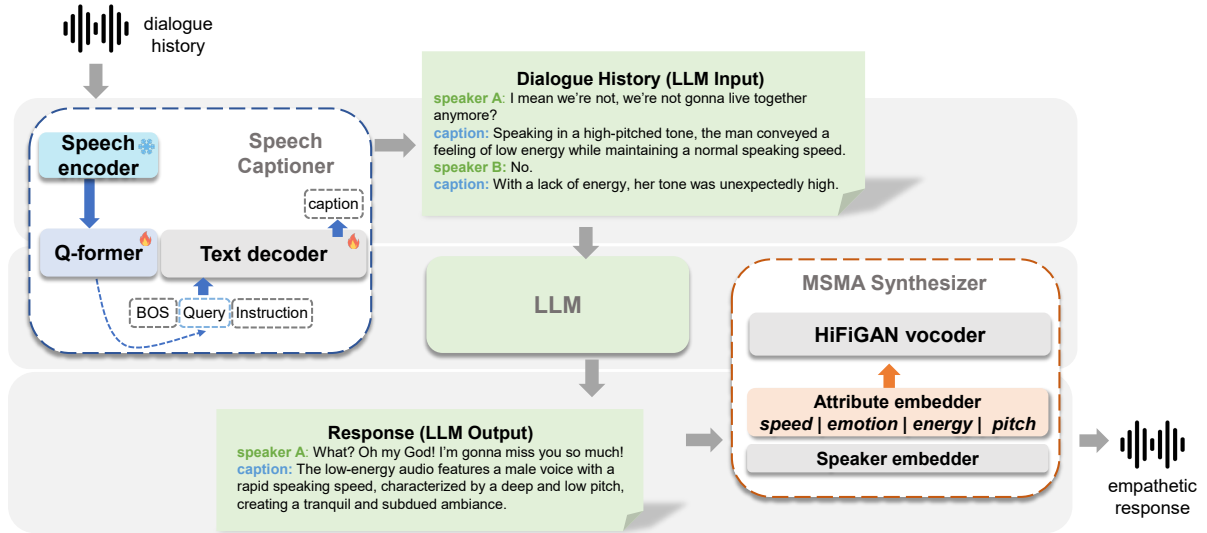 dialogue
history
Speech
encoder
Speech
Captioner
caption
Q-former
Text decoder
BOS
Query
Instruction
Dialogue History (LLM Input)
speaker A: I mean we're not, we're not gonna live together
anymore?
caption: Speaking in a high-pitched tone, the man conveyed a
feeling of low energy while maintaining a normal speaking speed.
speaker B: No.
caption: With a lack of energy, her tone was unexpectedly high.
LLM
Response (LLM Output)
speaker A: What? Oh my God! I'm gonna miss you so much!
caption: The low-energy audio features a male voice with a
rapid speaking speed, characterized by a deep and low pitch,
creating a tranquil and subdued ambiance.
MSMA Synthesizer
HiFiGAN vocoder
Attribute embedder
speed | emotion | energy | pitch
Speaker embedder
empathetic
response